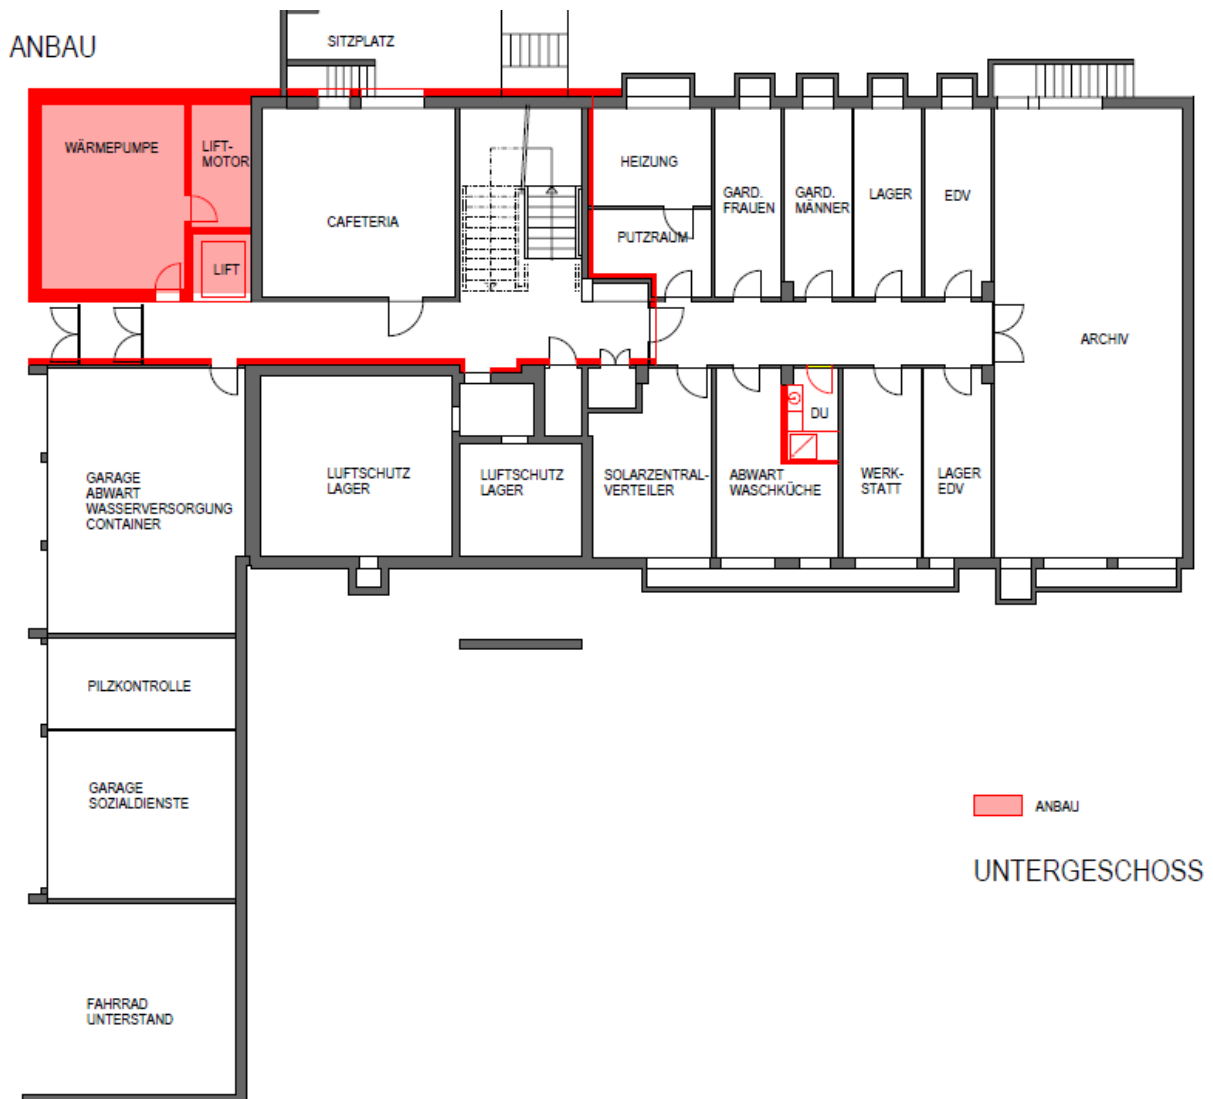 ANBAU
SITZPLATZ
WÄRMEPUMPE
LIFT-
MOTOR
LIFT
CAFETERIA
HEIZUNG
PUTZRAUM
GARD.
FRAUEN
GARD.
MÄNNER
LAGER
EDV
ARCHIV
GARAGE
ABWART
WASSERVERSORGUNG
CONTAINER
LUFTSCHUTZ
LAGER
LUFTSCHUTZ
LAGER
SOLARZENTRAL-
VERTEILER
ABWART
WASCHKÜCHE
DU
WERK-
STATT
LAGER
EDV
PILZKONTROLLE
GARAGE
SOZIALDIENSTE
FAHRRAD
UNTERSTAND
ANBAU
UNTERGESCHOSS